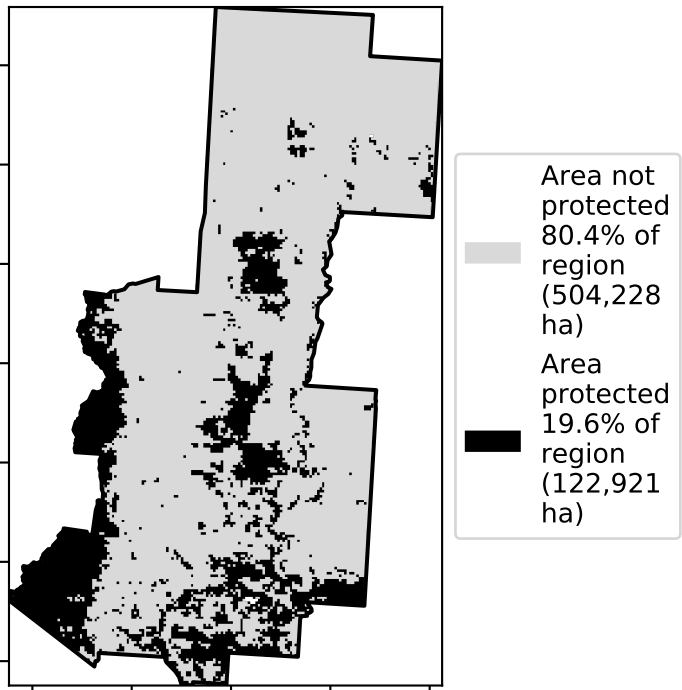 Area not
protected
80.4% of
region
(504,228
ha)
Area
protected
19.6% of
region
(122,921
ha)